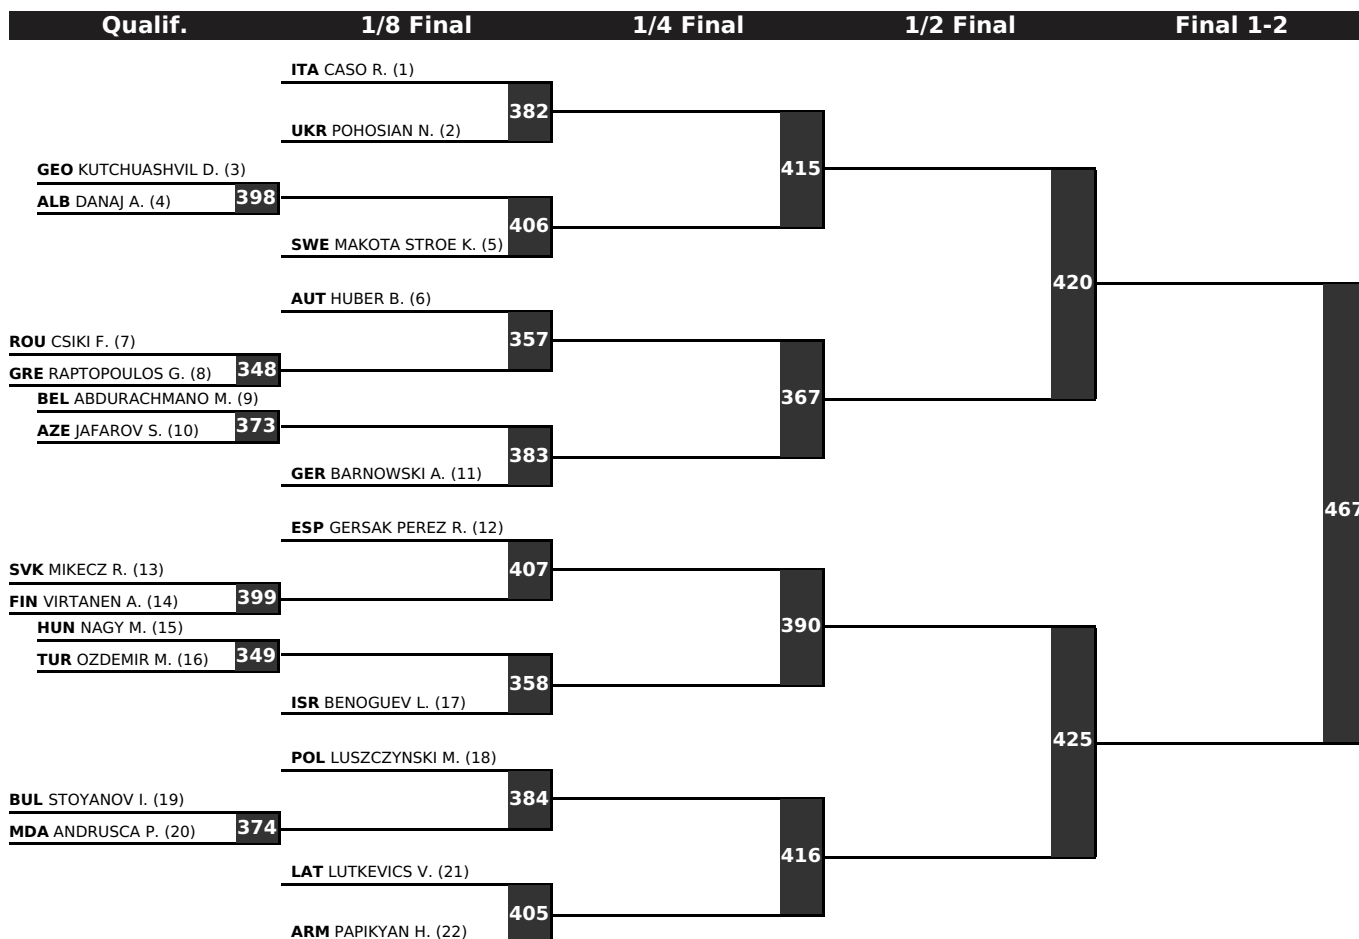 Qualif. 1/8 Final 1/4 Final 1/2 Final Final 1-2
ITA CASO R. (1)
382
UKR POHOSIAN N. (2)
GEO KUTCHUASHVIL D. (3)
415
ALB DANAJ A. (4) 398
406
SWE MAKOTA STROE K. (5)
420
AUT HUBER B. (6)
ROU CSIKI F. (7)
357
GRE RAPTOPOULOS G. (8) 348
BEL ABDURACHMANO M. (9)
367
AZE JAFAROV S. (10) 373
383
GER BARNOWSKI A. (11)
467
ESP GERSAK PEREZ R. (12)
SVK MIKECZ R. (13)
407
FIN VIRTANEN A. (14) 399
HUN NAGY M. (15)
390
TUR OZDEMIR M. (16) 349
358
ISR BENOGUEV L. (17)
425
POL LUSZCZYNSKI M. (18)
BUL STOYANOV I. (19)
384
MDA ANDRUSCA P. (20) 374
416
LAT LUTKEVICS V. (21)
405
ARM PAPIKYAN H. (22)